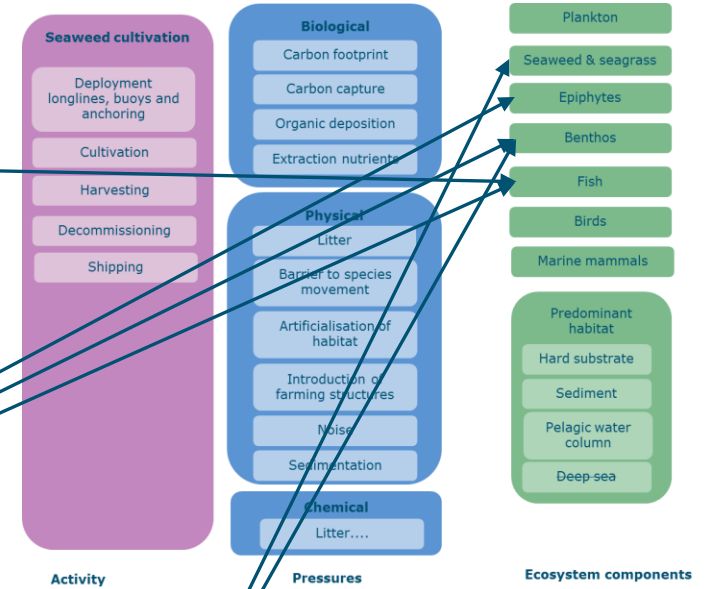 Seaweed cultivation
Deployment
longlines, buoys and
anchoring
Cultivation
Harvesting
Decommissioning
Shipping
Activity
Biological
Carbon footprint
Carbon capture
Organic deposition
Extraction nutrients
Physical
Litter
Barrier to species
movement
Artificialisation of
habitat
Introduction of
farming structures
Noise
Sedimentation
Chemical
Litter....
Pressures
Plankton
Seaweed & seagrass
Epiphytes
Benthos
Fish
Birds
Marine mammals
Predominant
habitat
Hard substrate
Sediment
Pelagic water
column
Deep sea
Ecosystem components